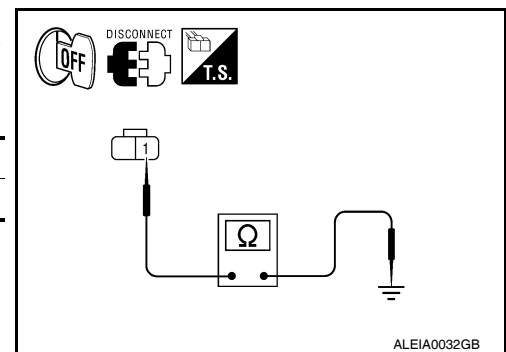 DISCONNECT
OFF
T.S.
1
Ω
ALEIA0032GB